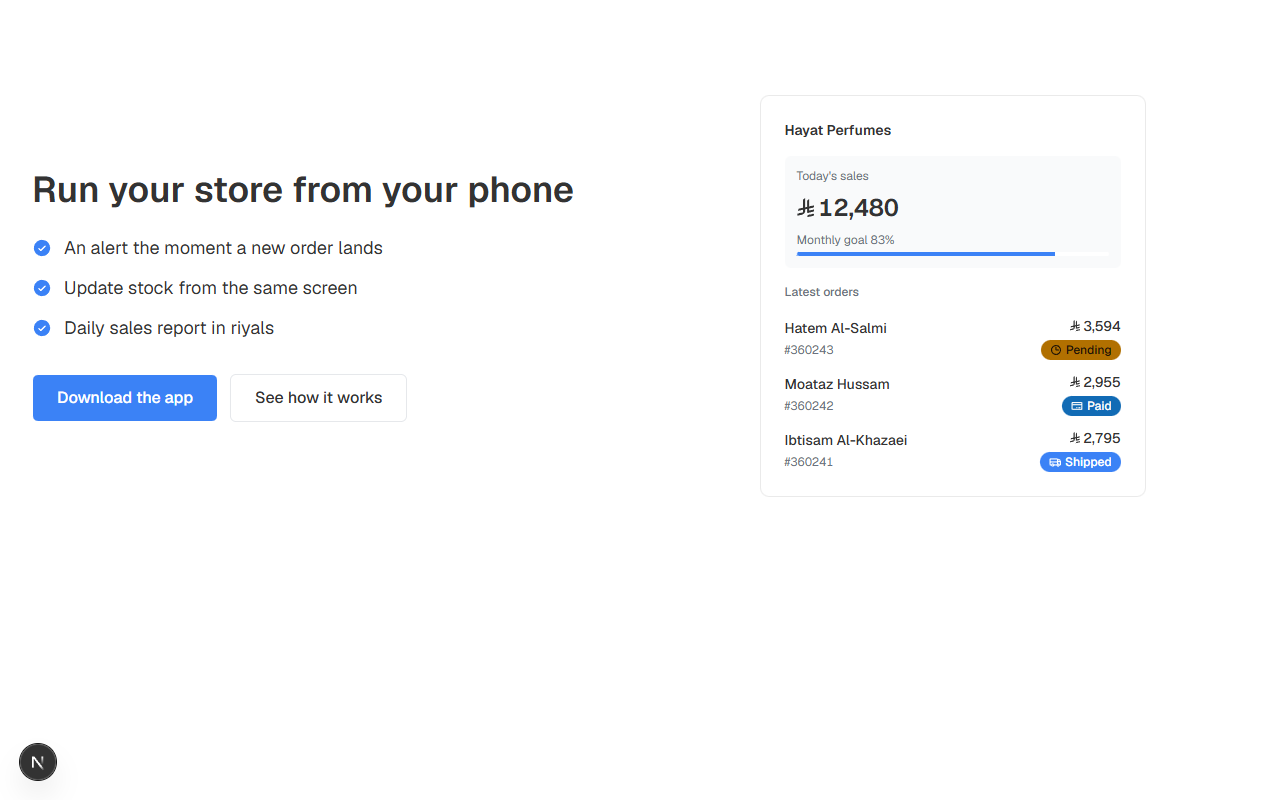 Run your store from your phone
An alert the moment a new order lands
Update stock from the same screen
Daily sales report in riyals
Download the app
See how it works
Hayat Perfumes
Today's sales
⃁ 12,480
Monthly goal 83%
Latest orders
Hatem Al-Salmi
⃁ 3,594
#360243
Pending
Moataz Hussam
⃁ 2,955
#360242
Paid
Ibtisam Al-Khazaei
⃁ 2,795
#360241
Shipped
N